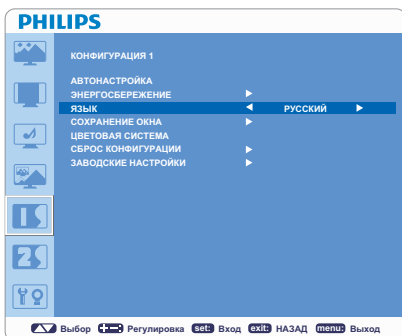 PHILIPS
КОНФИГУРАЦИЯ 1
АВТОНАСТРОЙКА
ЭНЕРГОСБЕРЕЖЕНИЕ
ЯЗЫК РУССКИЙ
СОХРАНЕНИЕ ОКНА
ЦВЕТОВАЯ СИСТЕМА
СБРОС КОНФИГУРАЦИИ
ЗАВОДСКИЕ НАСТРОЙКИ
Выбор Регулировка set: Вход exit: НАЗАД menu: Выход